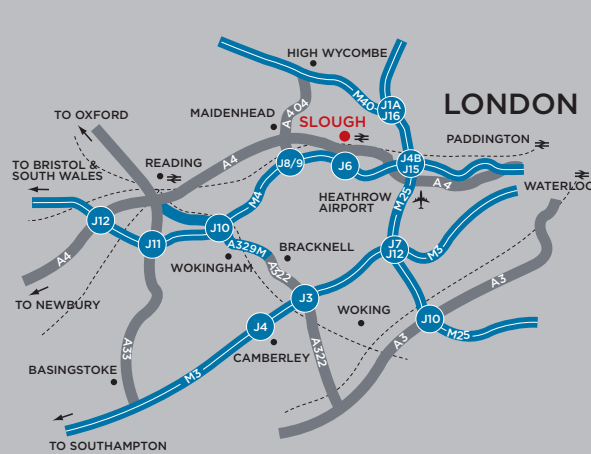 HIGH WYCOMBE
M40
J1A
J16
LONDON
A 404
TO OXFORD
MAIDENHEAD
SLOUGH
PADDINGTON
A4
J8/9
J6
J4B
J15
TO BRISTOL &
SOUTH WALES
READING
HEATHROW
AIRPORT
A4
WATERLOO
M4
M25
J12
J11
J10
A329M
BRACKNELL
J7
J12
M3
A4
WOKINGHAM
A322
A3
TO NEWBURY
J3
WOKING
J10
J4
M25
A33
CAMBERLEY
A322
A3
BASINGSTOKE
M3
TO SOUTHAMPTON